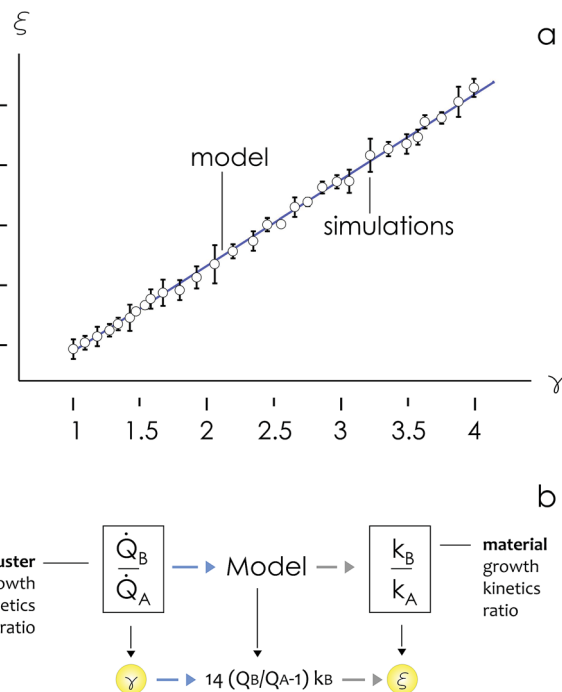 ξ
a
model
simulations
γ
1 1.5 2 2.5 3 3.5 4
b
uster
owth
etics
ratio
Q̇B
Q̇A
Model
kB
kA
material
growth
kinetics
ratio
γ
14 (QB/QA-1) kB
ξ